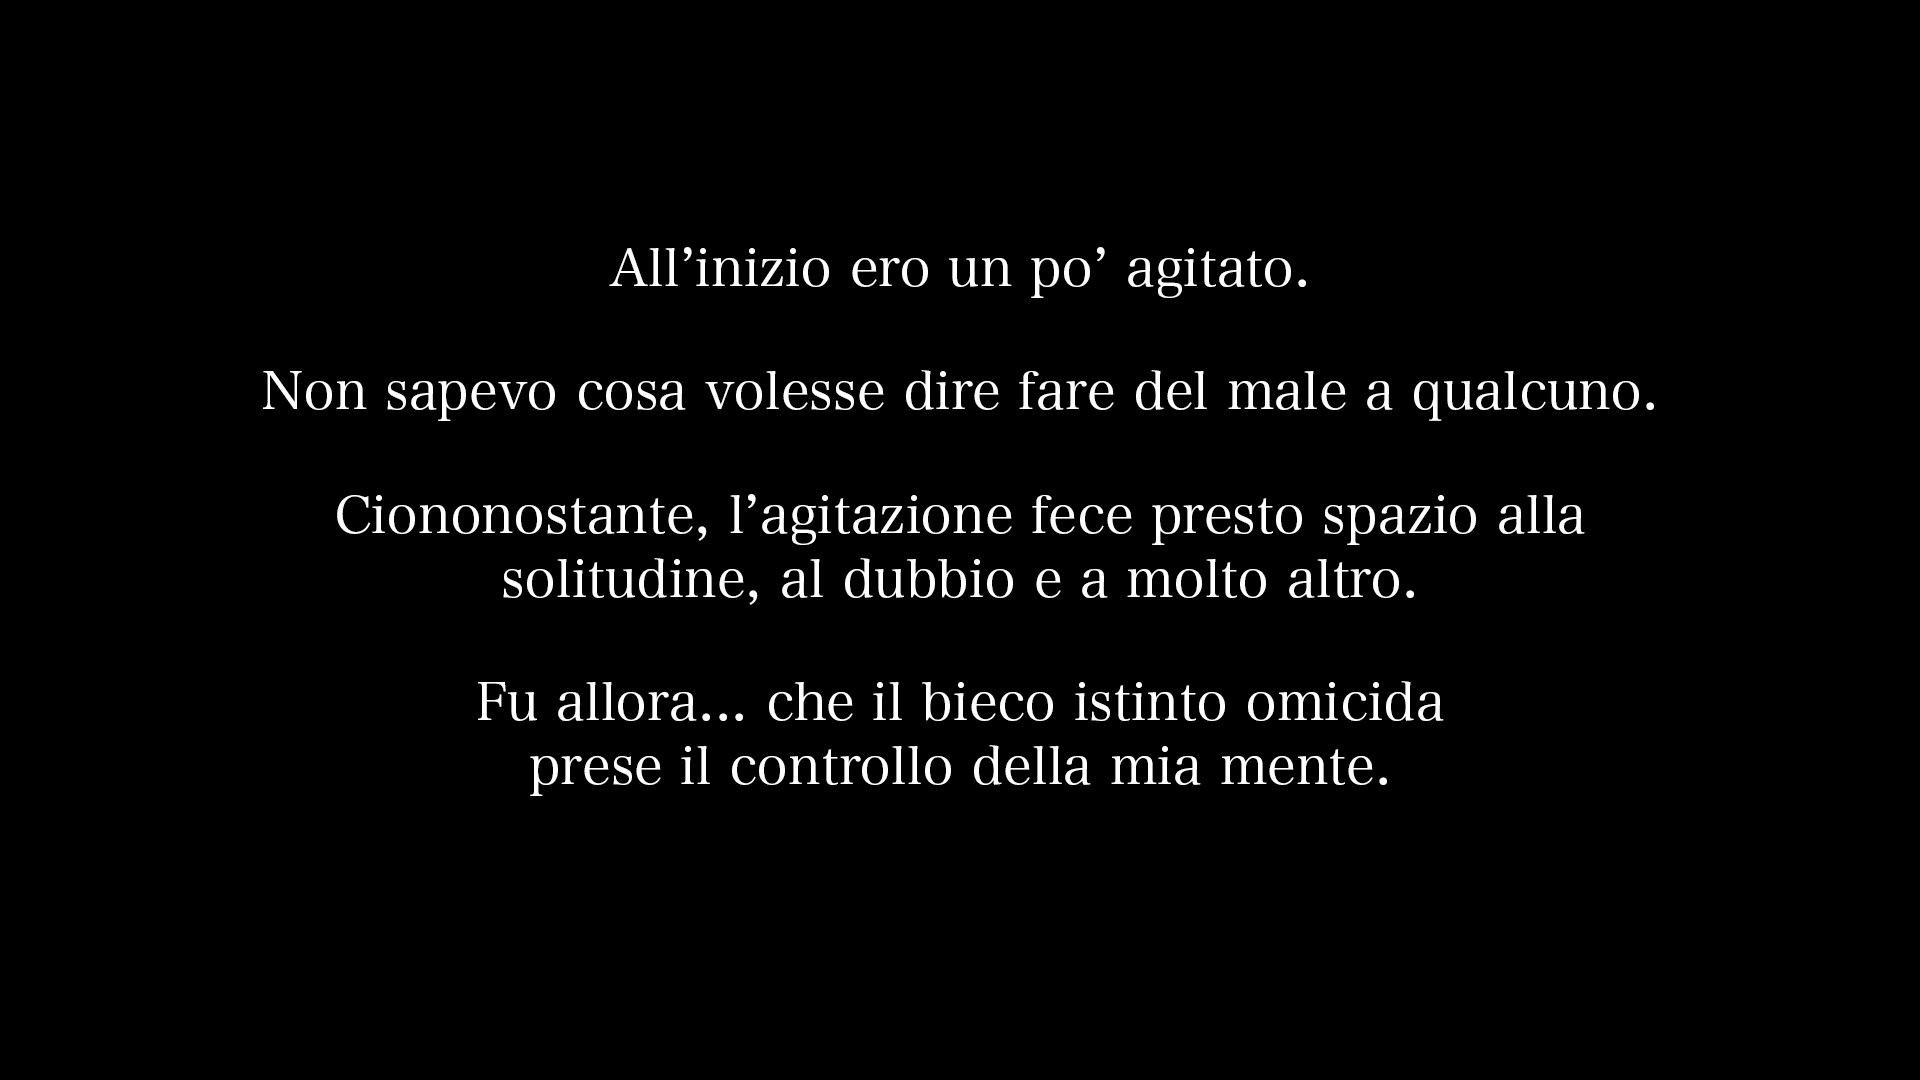 All’inizio ero un po’ agitato.
Non sapevo cosa volesse dire fare del male a qualcuno.
Ciononostante, l’agitazione fece presto spazio alla
solitudine, al dubbio e a molto altro.
Fu allora... che il bieco istinto omicida
prese il controllo della mia mente.